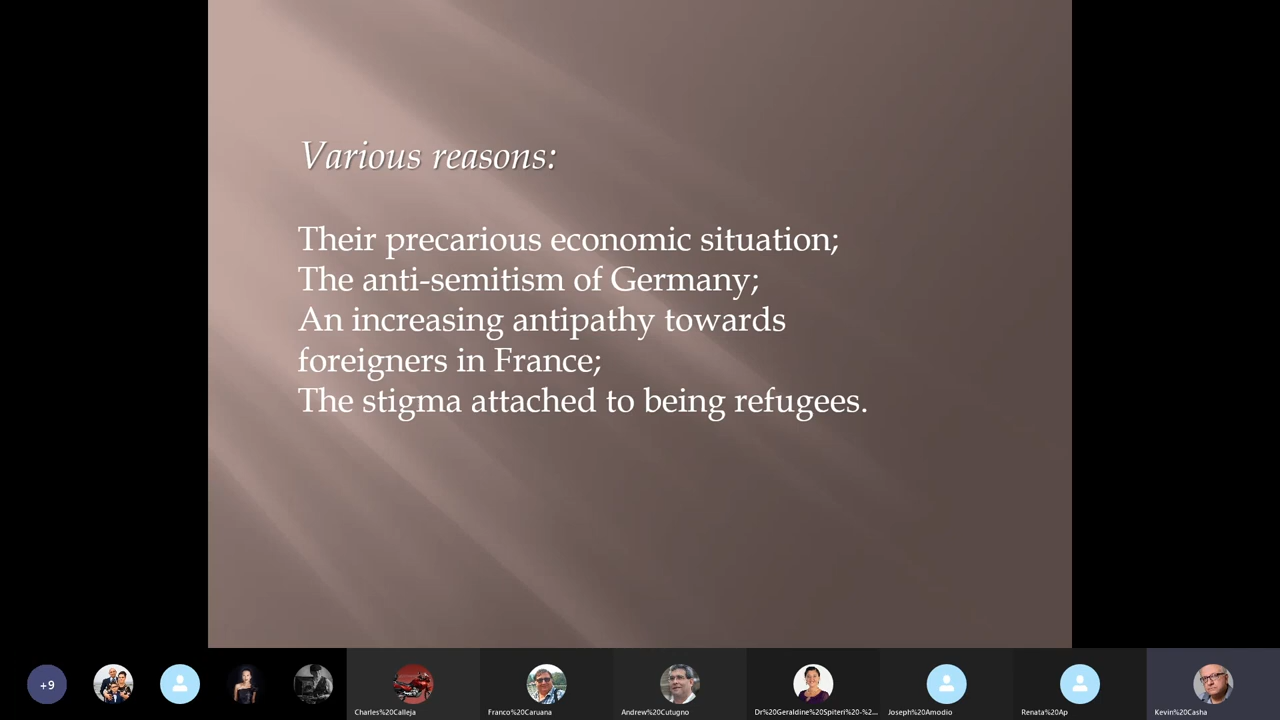 Various reasons:
Their precarious economic situation;
The anti-semitism of Germany;
An increasing antipathy towards
foreigners in France;
The stigma attached to being refugees.
+9
Charles%20Calleja
Franco%20Caruana
Andrew%20Cutugno
Dr%20Geraldine%20Spiteri%20-%2...
Joseph%20Amodio
Renata%20Ap
Kevin%20Casha